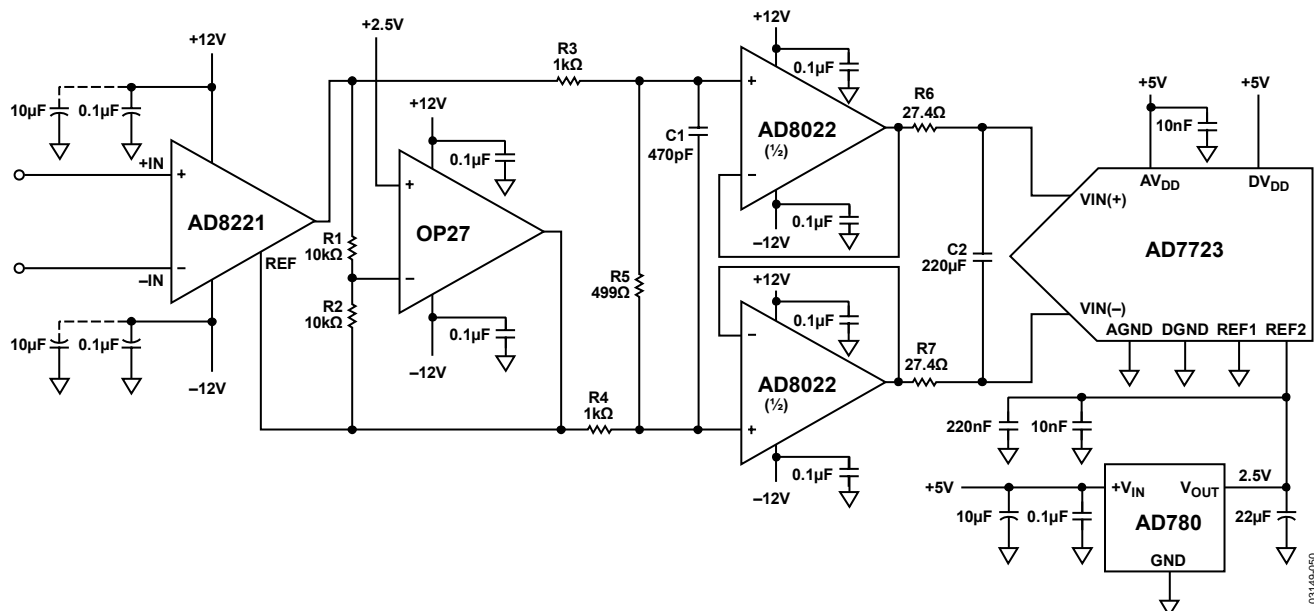 +12V
10µF
0.1µF
+IN
+
AD8221
–
–IN
REF
10µF
0.1µF
–12V
+2.5V
+12V
0.1µF
+
OP27
–
0.1µF
–12V
R1
10kΩ
R2
10kΩ
R3
1kΩ
R4
1kΩ
R5
499Ω
C1
470pF
+12V
0.1µF
+
AD8022
(½)
–
0.1µF
–12V
+12V
0.1µF
–
AD8022
(½)
+
0.1µF
–12V
R6
27.4Ω
R7
27.4Ω
C2
220µF
+5V
10nF
+5V
AVDD
DVDD
VIN(+)
AD7723
VIN(–)
AGND DGND REF1 REF2
220nF
10nF
+5V
10µF
0.1µF
+VIN
VOUT
AD780
GND
2.5V
22µF
03149-050